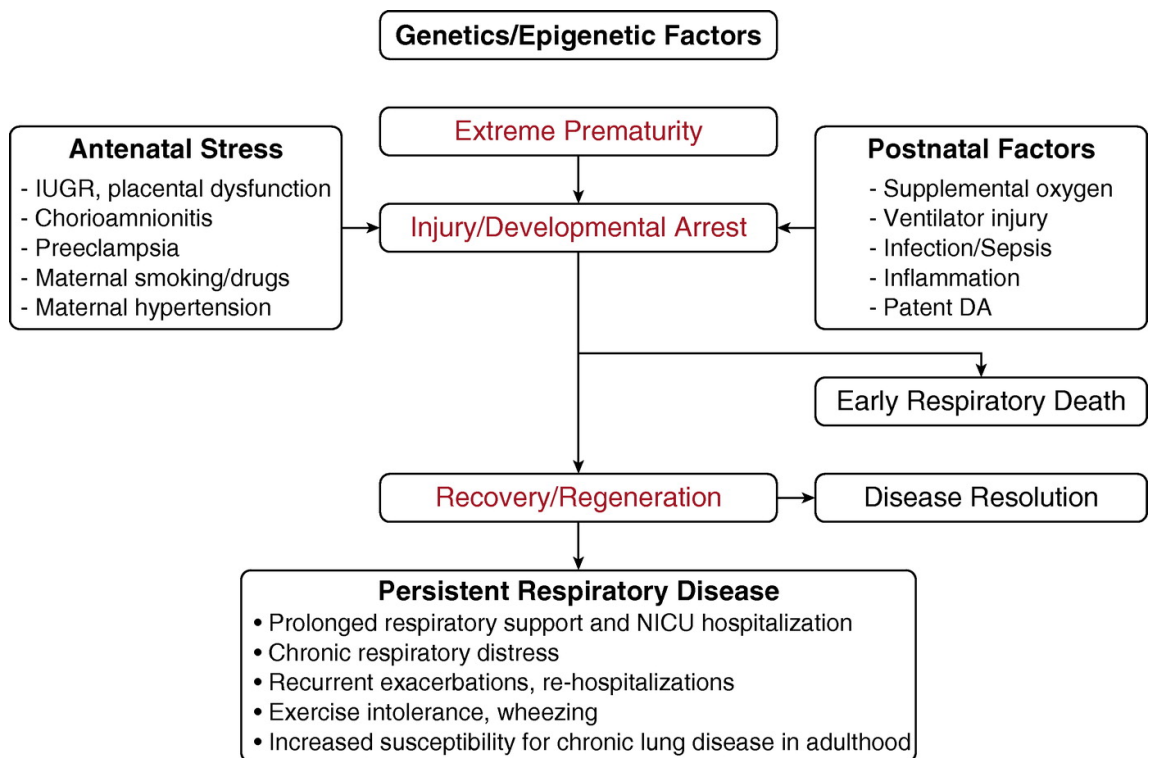 Genetics/Epigenetic Factors
Extreme Prematurity
Antenatal Stress
- IUGR, placental dysfunction
- Chorioamnionitis
- Preeclampsia
- Maternal smoking/drugs
- Maternal hypertension
Injury/Developmental Arrest
Postnatal Factors
- Supplemental oxygen
- Ventilator injury
- Infection/Sepsis
- Inflammation
- Patent DA
Early Respiratory Death
Recovery/Regeneration
Disease Resolution
Persistent Respiratory Disease
• Prolonged respiratory support and NICU hospitalization
• Chronic respiratory distress
• Recurrent exacerbations, re-hospitalizations
• Exercise intolerance, wheezing
• Increased susceptibility for chronic lung disease in adulthood